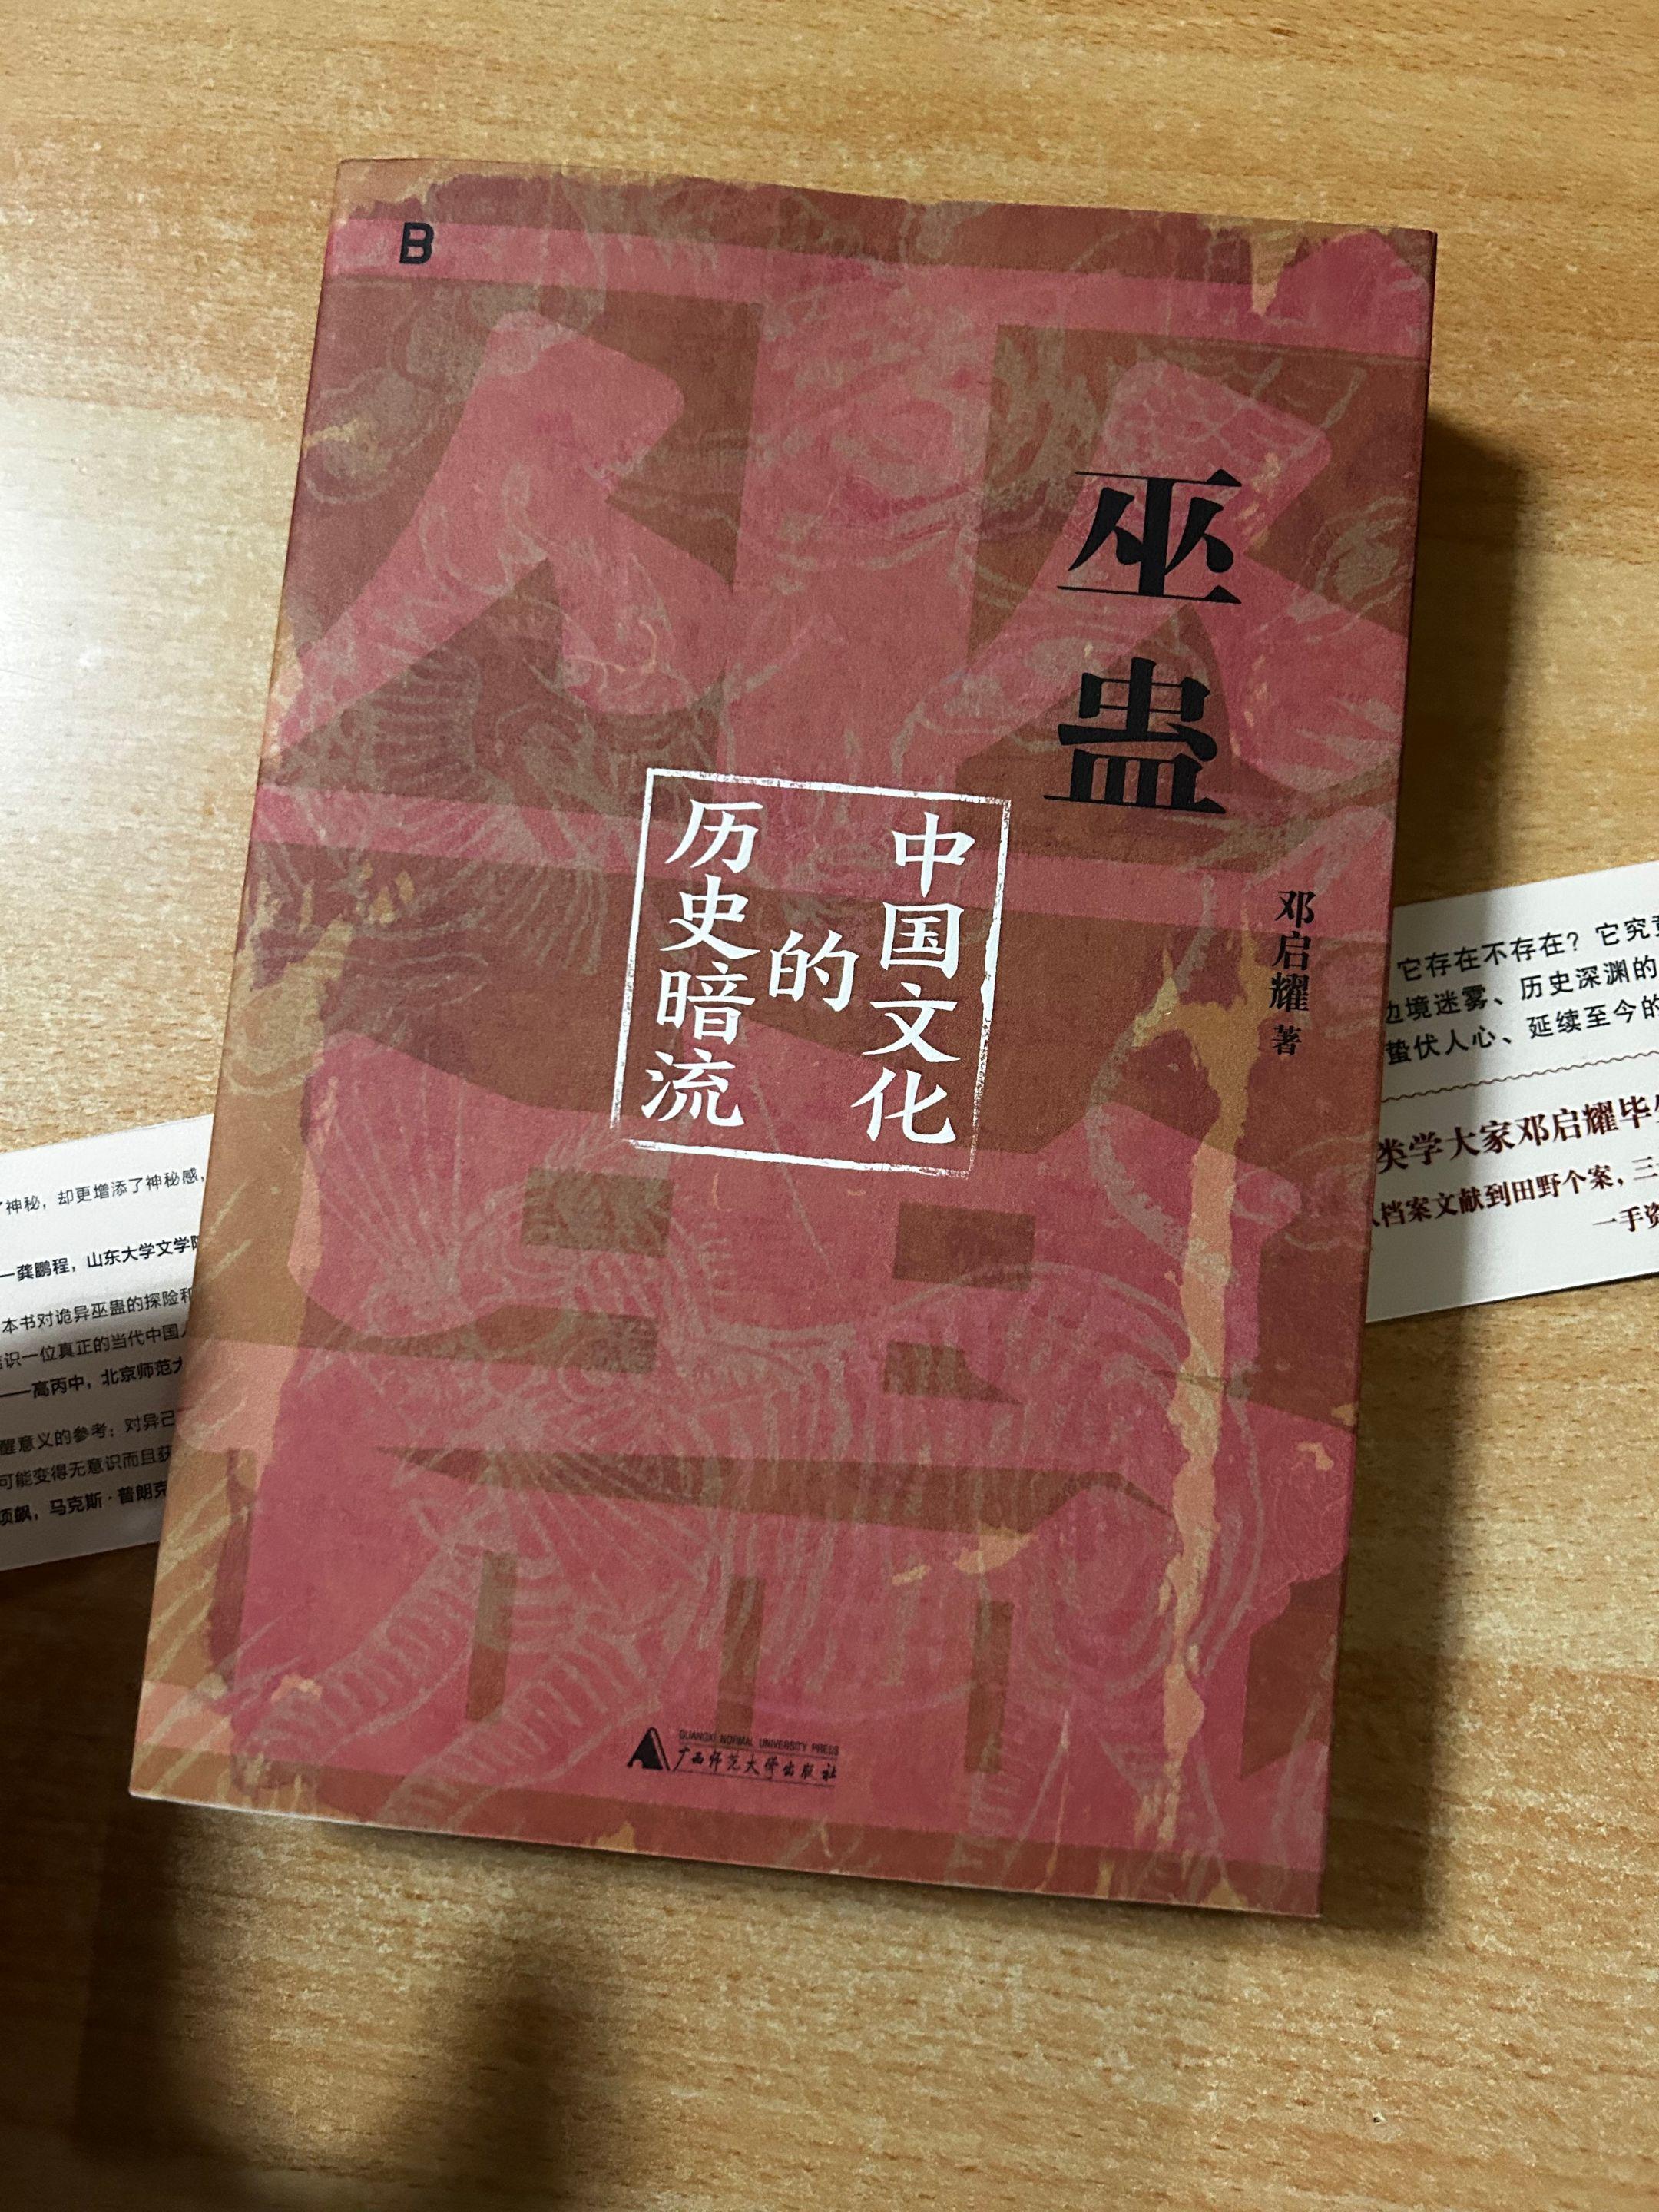 B
巫蛊
中国文化
的
历史暗流
邓启耀 著
GUANGXI NORMAL UNIVERSITY PRESS
广西师范大学出版社
神秘，却更增添了神秘感，
——龚鹏程，山东大学文学院
本书对诡异巫蛊的探险和
识一位真正的当代中国人
——高丙中，北京师范大
醒意义的参考：对异己
可能变得无意识而且获
项飙，马克斯·普朗克
它存在不存在？它究竟
边境迷雾、历史深渊的
蛰伏人心、延续至今的
类学大家邓启耀毕生
档案文献到田野个案，三
一手资